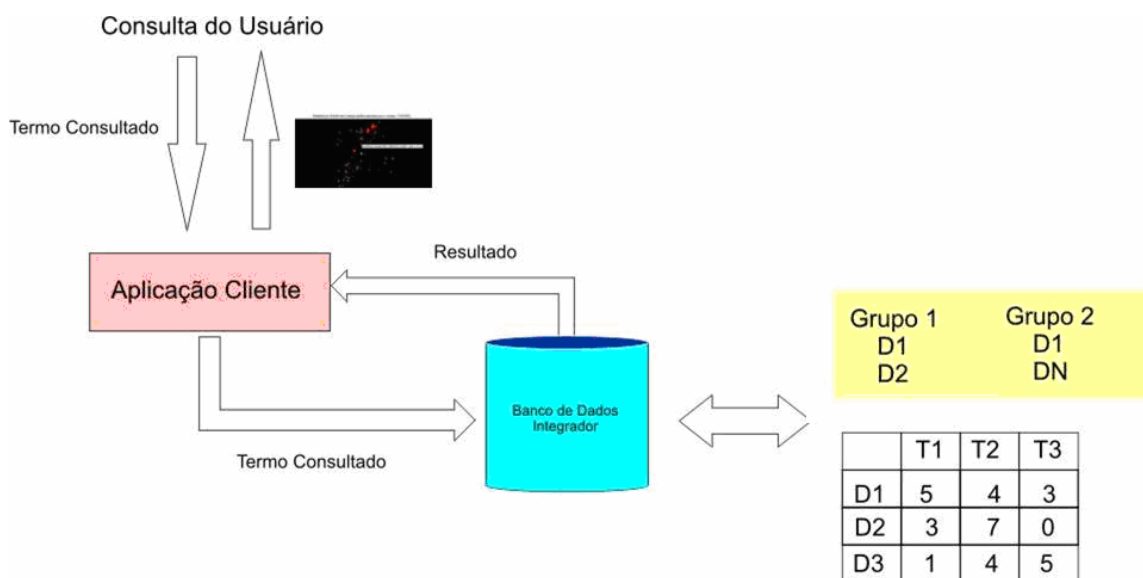 Consulta do Usuário
Termo Consultado
Resultado
Aplicação Cliente
Banco de Dados
Integrador
Termo Consultado
Grupo 1 Grupo 2
D1 D1
D2 DN
T1 T2 T3
D1 5 4 3
D2 3 7 0
D3 1 4 5